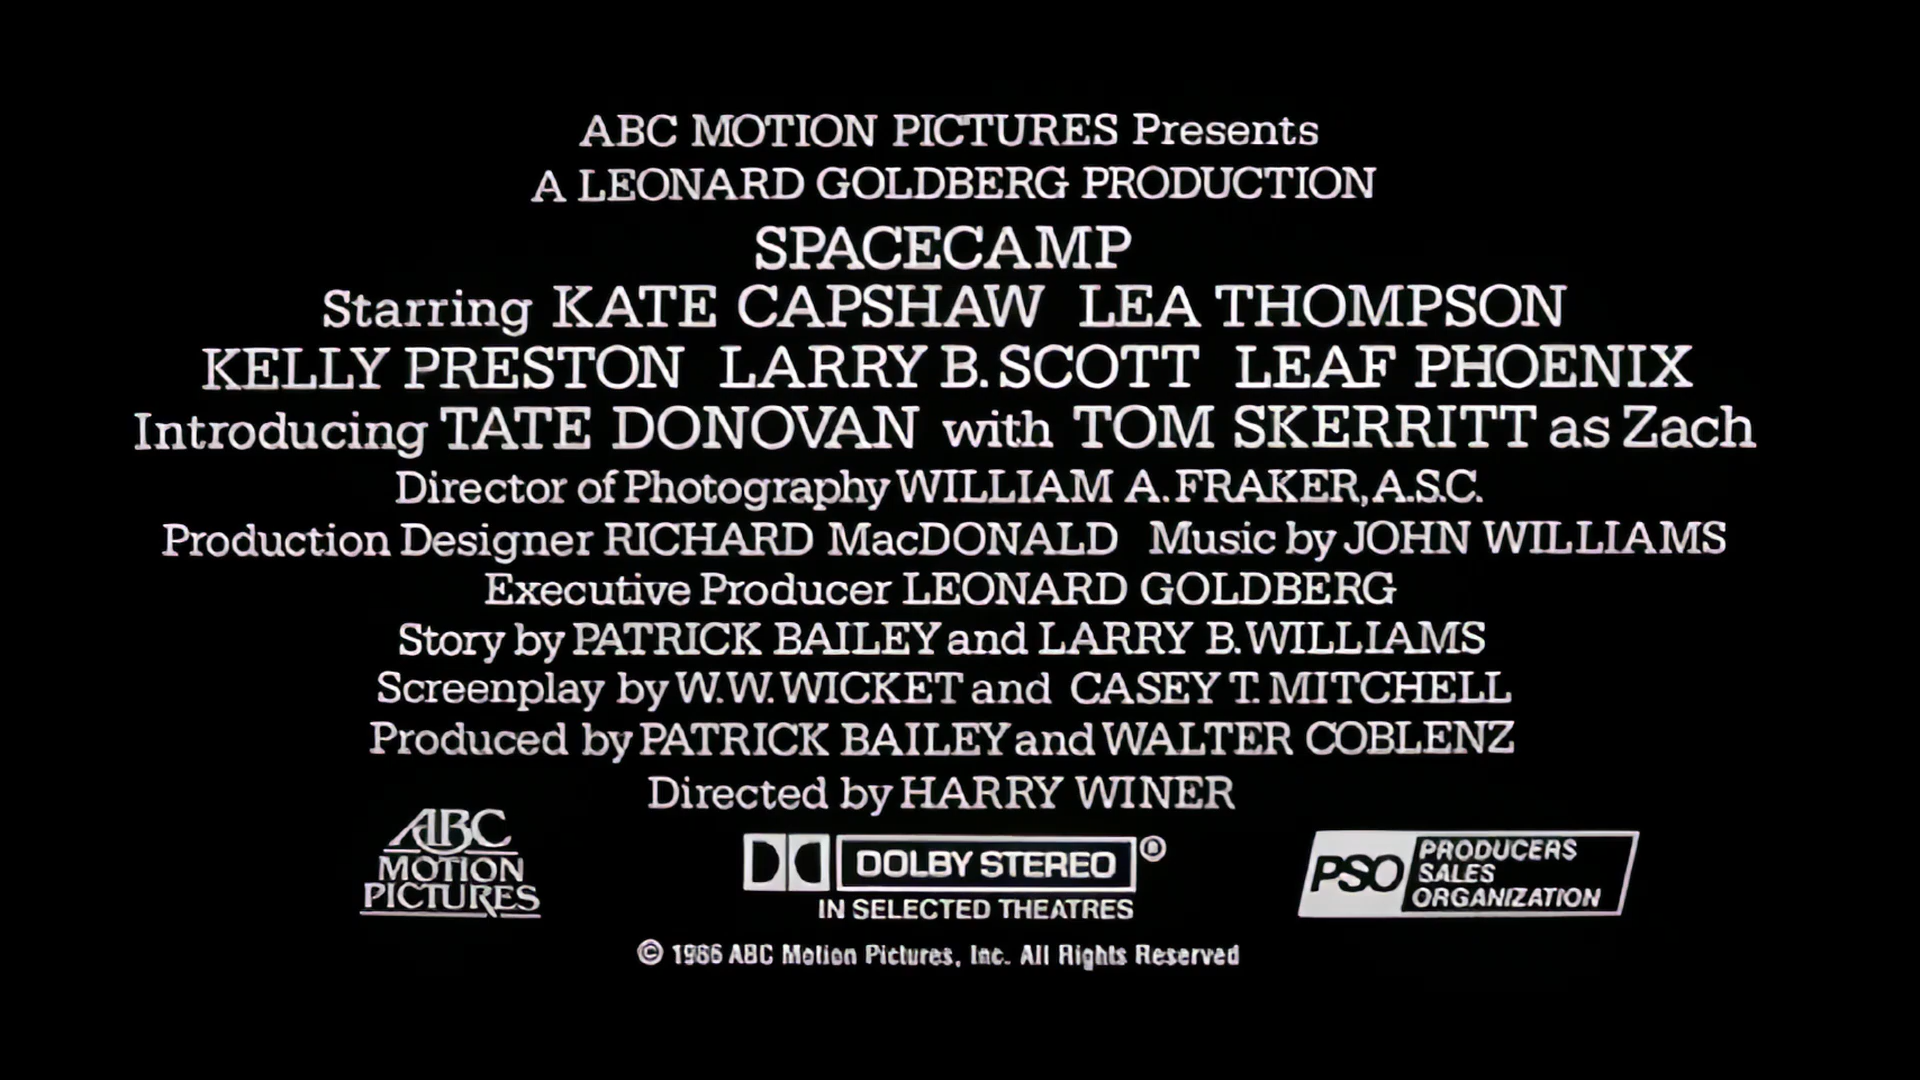 ABC MOTION PICTURES Presents
A LEONARD GOLDBERG PRODUCTION
SPACECAMP
Starring KATE CAPSHAW LEA THOMPSON
KELLY PRESTON LARRY B. SCOTT LEAF PHOENIX
Introducing TATE DONOVAN with TOM SKERRITT as Zach
Director of Photography WILLIAM A. FRAKER, A.S.C.
Production Designer RICHARD MacDONALD Music by JOHN WILLIAMS
Executive Producer LEONARD GOLDBERG
Story by PATRICK BAILEY and LARRY B. WILLIAMS
Screenplay by W.W. WICKET and CASEY T. MITCHELL
Produced by PATRICK BAILEY and WALTER COBLENZ
Directed by HARRY WINER
ABC
MOTION
PICTURES
DOLBY STEREO ®
IN SELECTED THEATRES
PSO
PRODUCERS
SALES
ORGANIZATION
© 1986 ABC Motion Pictures, Inc. All Rights Reserved